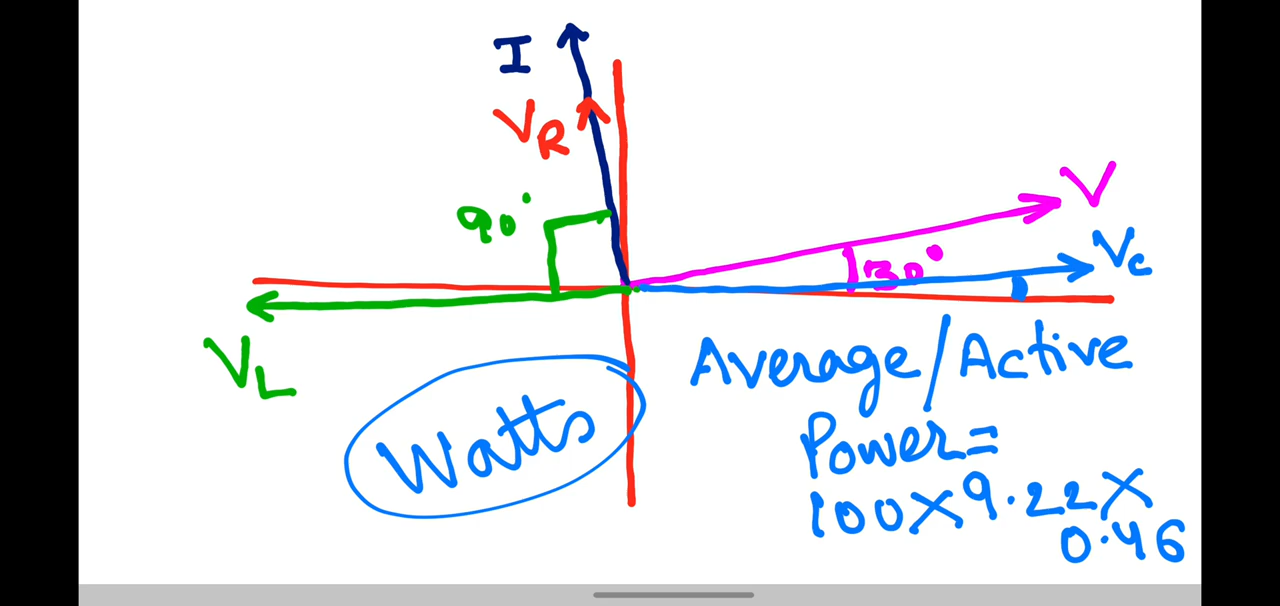 I
VR
90°
V
30°
VC
VL
Average/Active
Power=
100×9.22×
0.46
Watts